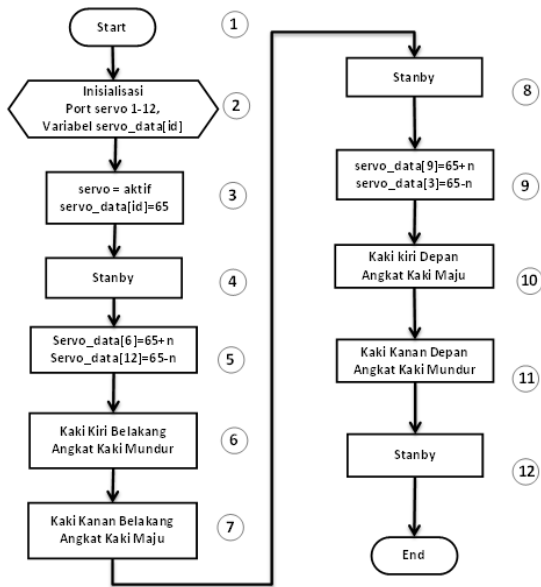 Start
1
Inisialisasi
Port servo 1-12,
Variabel servo_data[id]
2
servo = aktif
servo_data[id]=65
3
Stanby
4
Servo_data[6]=65+n
Servo_data[12]=65-n
5
Kaki Kiri Belakang
Angkat Kaki Mundur
6
Kaki Kanan Belakang
Angkat Kaki Maju
7
Stanby
8
servo_data[9]=65+n
servo_data[3]=65-n
9
Kaki kiri Depan
Angkat Kaki Maju
10
Kaki Kanan Depan
Angkat Kaki Mundur
11
Stanby
12
End